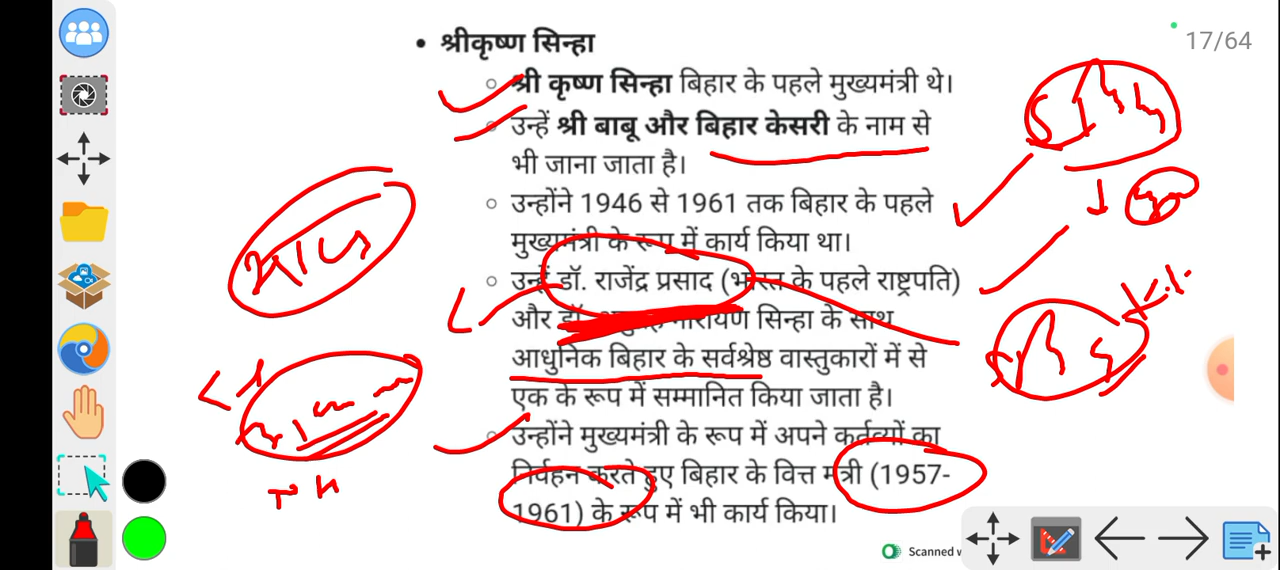 17/64
• श्रीकृष्ण सिन्हा
○ श्री कृष्ण सिन्हा बिहार के पहले मुख्यमंत्री थे।
○ उन्हें श्री बाबू और बिहार केसरी के नाम से
भी जाना जाता है।
○ उन्होंने 1946 से 1961 तक बिहार के पहले
मुख्यमंत्री के रूप में कार्य किया था।
○ उन्हें डॉ. राजेंद्र प्रसाद (भारत के पहले राष्ट्रपति)
और डॉ. नारायण सिन्हा के साथ
आधुनिक बिहार के सर्वश्रेष्ठ वास्तुकारों में से
एक के रूप में सम्मानित किया जाता है।
○ उन्होंने मुख्यमंत्री के रूप में अपने कर्तव्यों का
निर्वहन करते हुए बिहार के वित्त मंत्री (1957-
1961) के रूप में भी कार्य किया।
Scanned